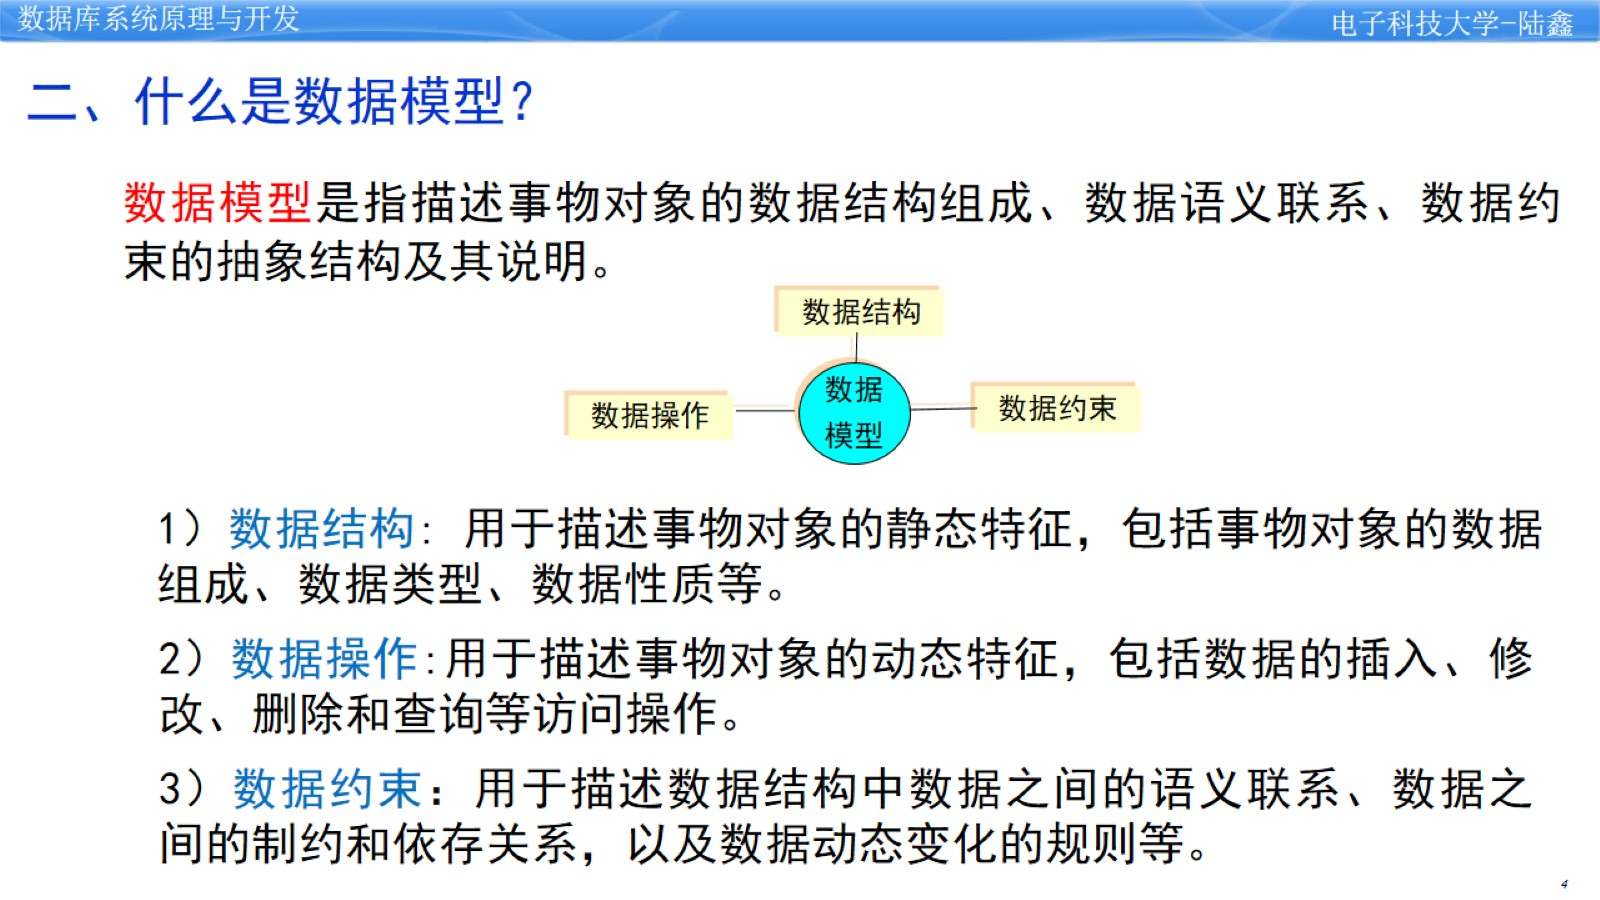 数据库系统原理与开发
电子科技大学-陆鑫
二、什么是数据模型?
数据模型是指描述事物对象的数据结构组成、数据语义联系、数据约
束的抽象结构及其说明。
数据结构
数据操作
数据
模型
数据约束
1）数据结构: 用于描述事物对象的静态特征，包括事物对象的数据
组成、数据类型、数据性质等。
2）数据操作:用于描述事物对象的动态特征，包括数据的插入、修
改、删除和查询等访问操作。
3）数据约束：用于描述数据结构中数据之间的语义联系、数据之
间的制约和依存关系，以及数据动态变化的规则等。
4